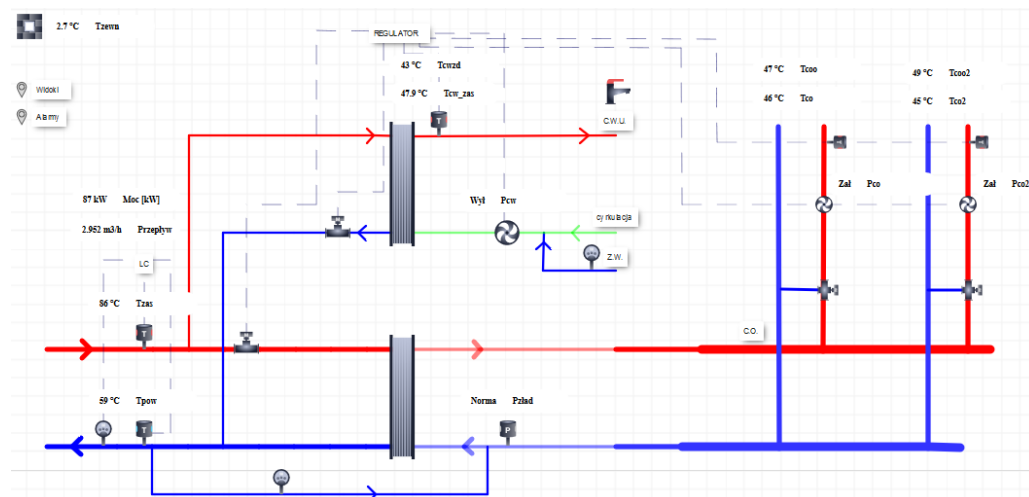 2.7 °C Tzewn
REGULATOR
43 °C Tcwzd
47.9 °C Tcw_zas
47 °C Tcoo
46 °C Tco
49 °C Tcoo2
45 °C Tco2
Widoki
Alarmy
T
C.W.U.
Zał Pco
Zał Pco2
87 kW Moc [kW]
2.952 m3/h Przepływ
Wył Pcw
cyrkulacja
Z.W.
LC
86 °C Tzas
T
C.O.
59 °C Tpow
Norma Pzład
T
P